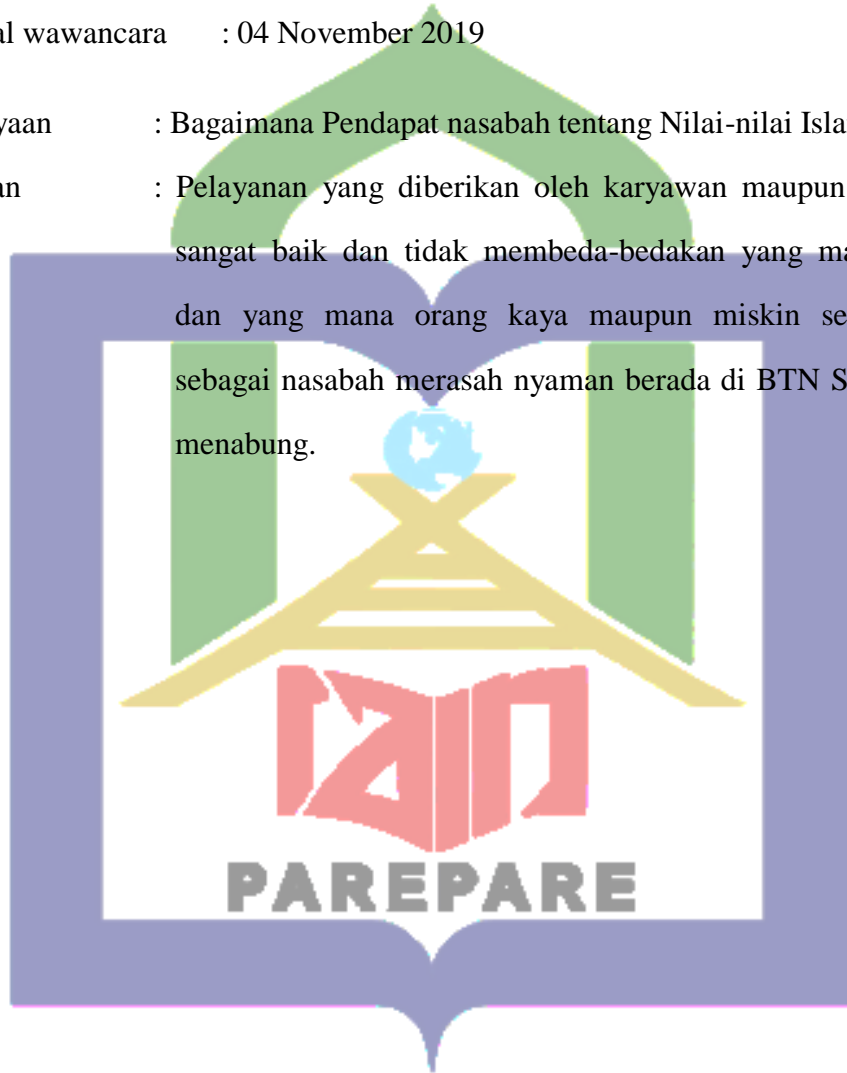 al wawancara : 04 November 2019
yaan : Bagaimana Pendapat nasabah tentang Nilai-nilai Isla
an : Pelayanan yang diberikan oleh karyawan maupun
sangat baik dan tidak membeda-bedakan yang ma
dan yang mana orang kaya maupun miskin se
sebagai nasabah merasah nyaman berada di BTN S
menabung.
iain
PAREPARE